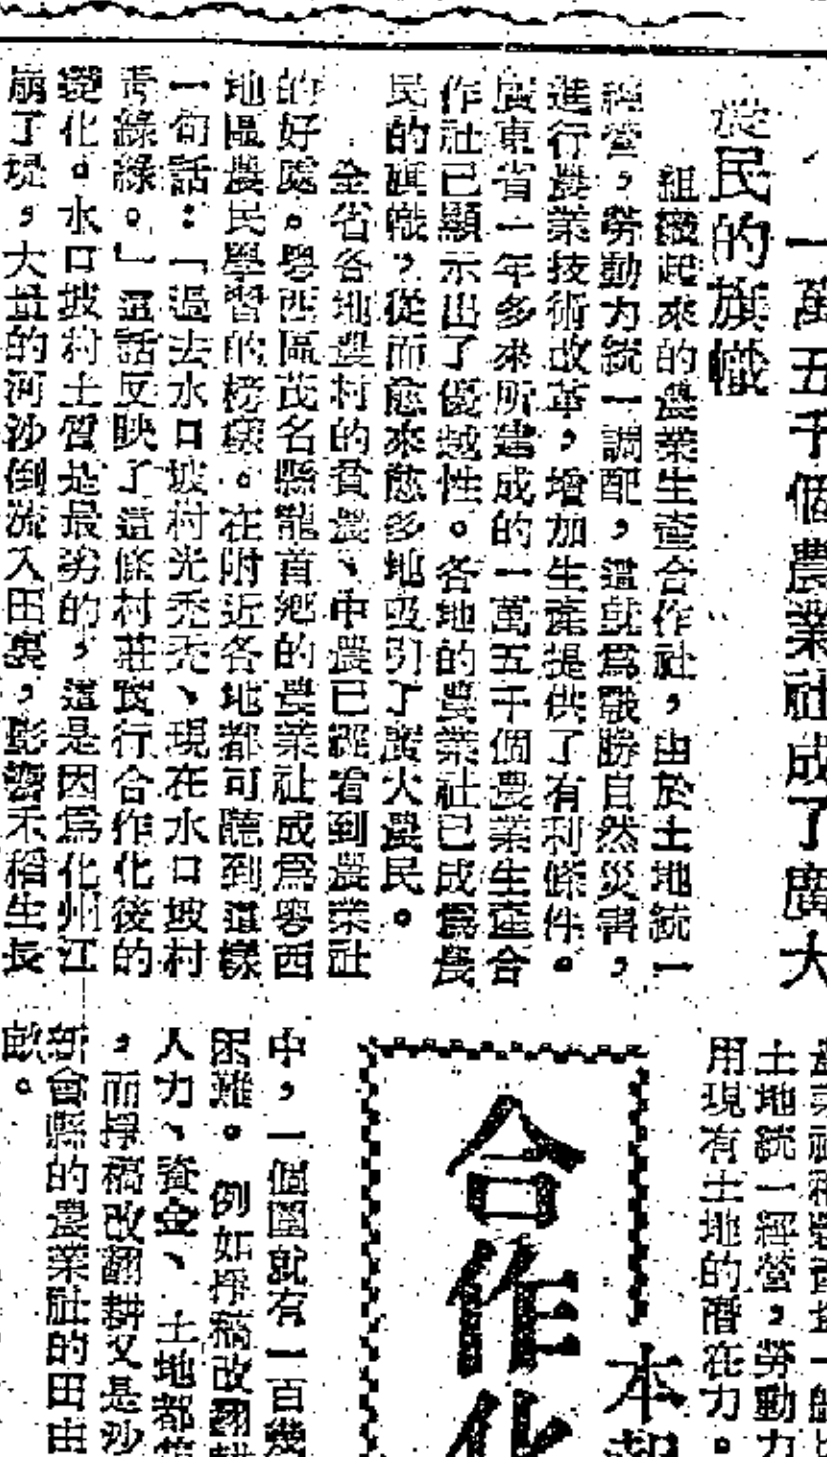 一萬五千個農業社成了廣大
農民的旗幟
組織起來的農業生產合作社，由於土地統一
經營，勞動力統一調配，這就爲戰勝自然災害，
進行農業技術改革，增加生產提供了有利條件。
廣東省一年多來所建成的一萬五千個農業生產合
作社已顯示出了優越性。各地的農業社已成爲農
民的旗幟，從而愈來愈多地吸引了廣大農民。
全省各地農村的貧農、中農已經看到農業社
的好處。粵西區茂名縣龍首鄉的農業社成爲粵西
地區農民學習的榜樣。在附近各地都可聽到這樣
一句話：「過去水口坡村光禿禿、現在水口坡村
靑綠綠。」這話反映了這條村莊實行合作化後的
變化。水口坡村土質是最劣的，這是因爲化州江
崩了堤，大量的河沙倒流入田裏，影響禾稻生長
土地統一經營，勞動力
用現有土地的潛在力。
本報
合作化
中，一個圍就有一百幾
困難。例如掙稿改翻耕
人力、資金、土地都
，而掙稿改翻耕又是沙
新會縣的農業社的田由
畝。